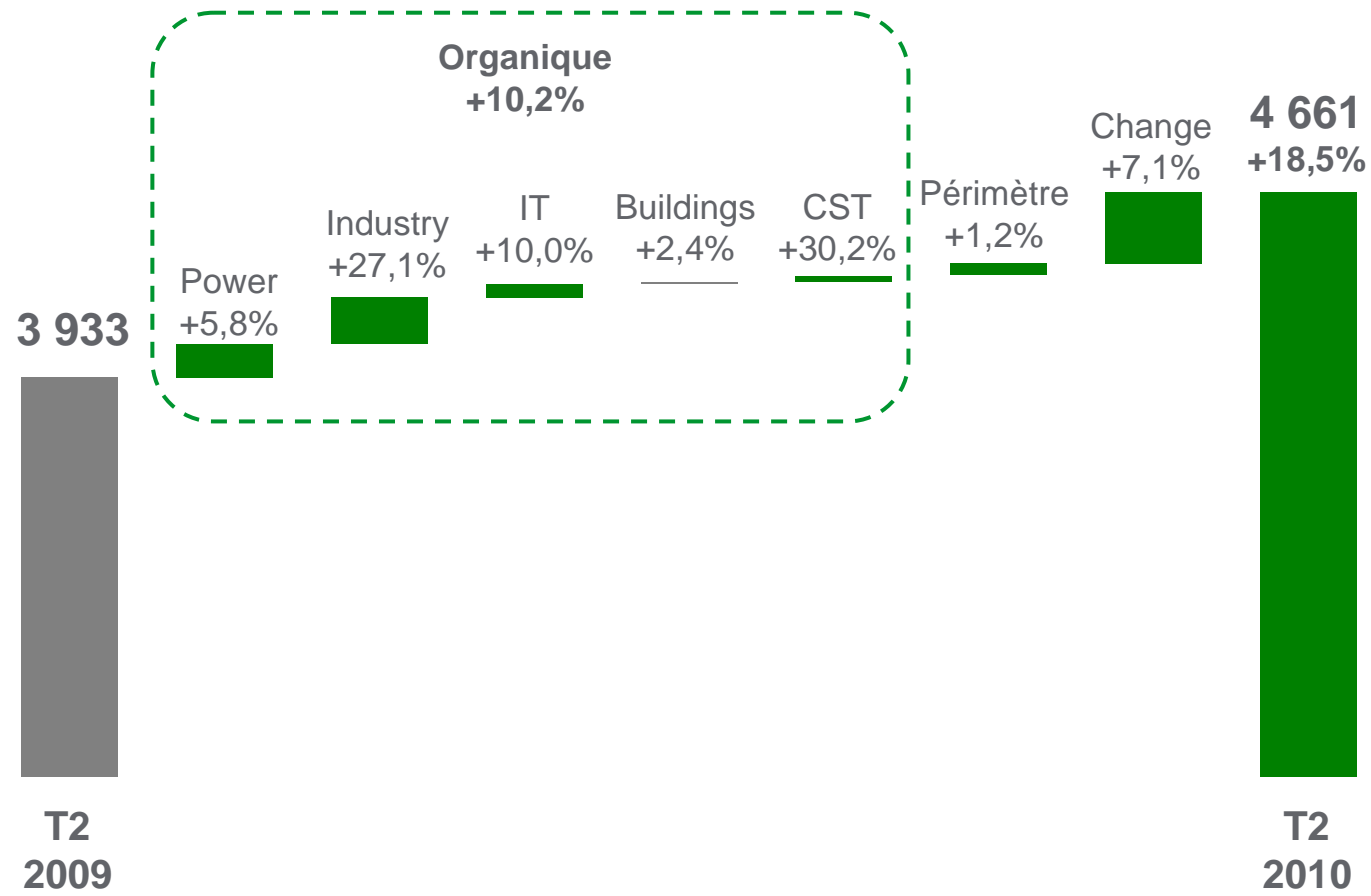 Organique
+10,2%
3 933
Power
+5,8%
Industry
+27,1%
IT
+10,0%
Buildings
+2,4%
CST
+30,2%
Périmètre
+1,2%
Change
+7,1%
4 661
+18,5%
T2
2009
T2
2010